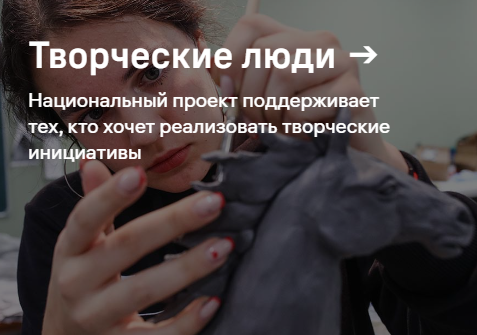 Творческие люди →
Национальный проект поддерживает
тех, кто хочет реализовать творческие
инициативы